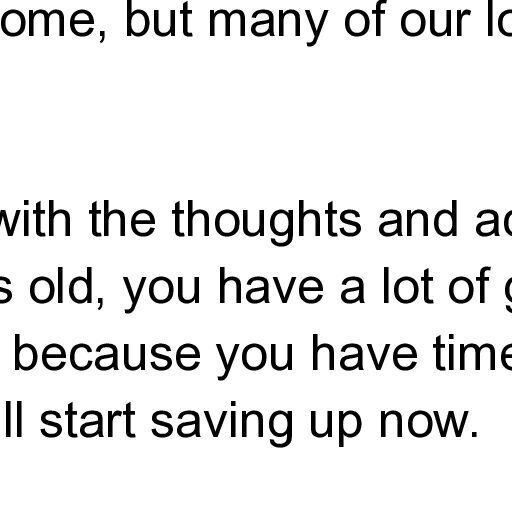 ome, but many of our lo
with the thoughts and ac
s old, you have a lot of g
because you have time
ll start saving up now.